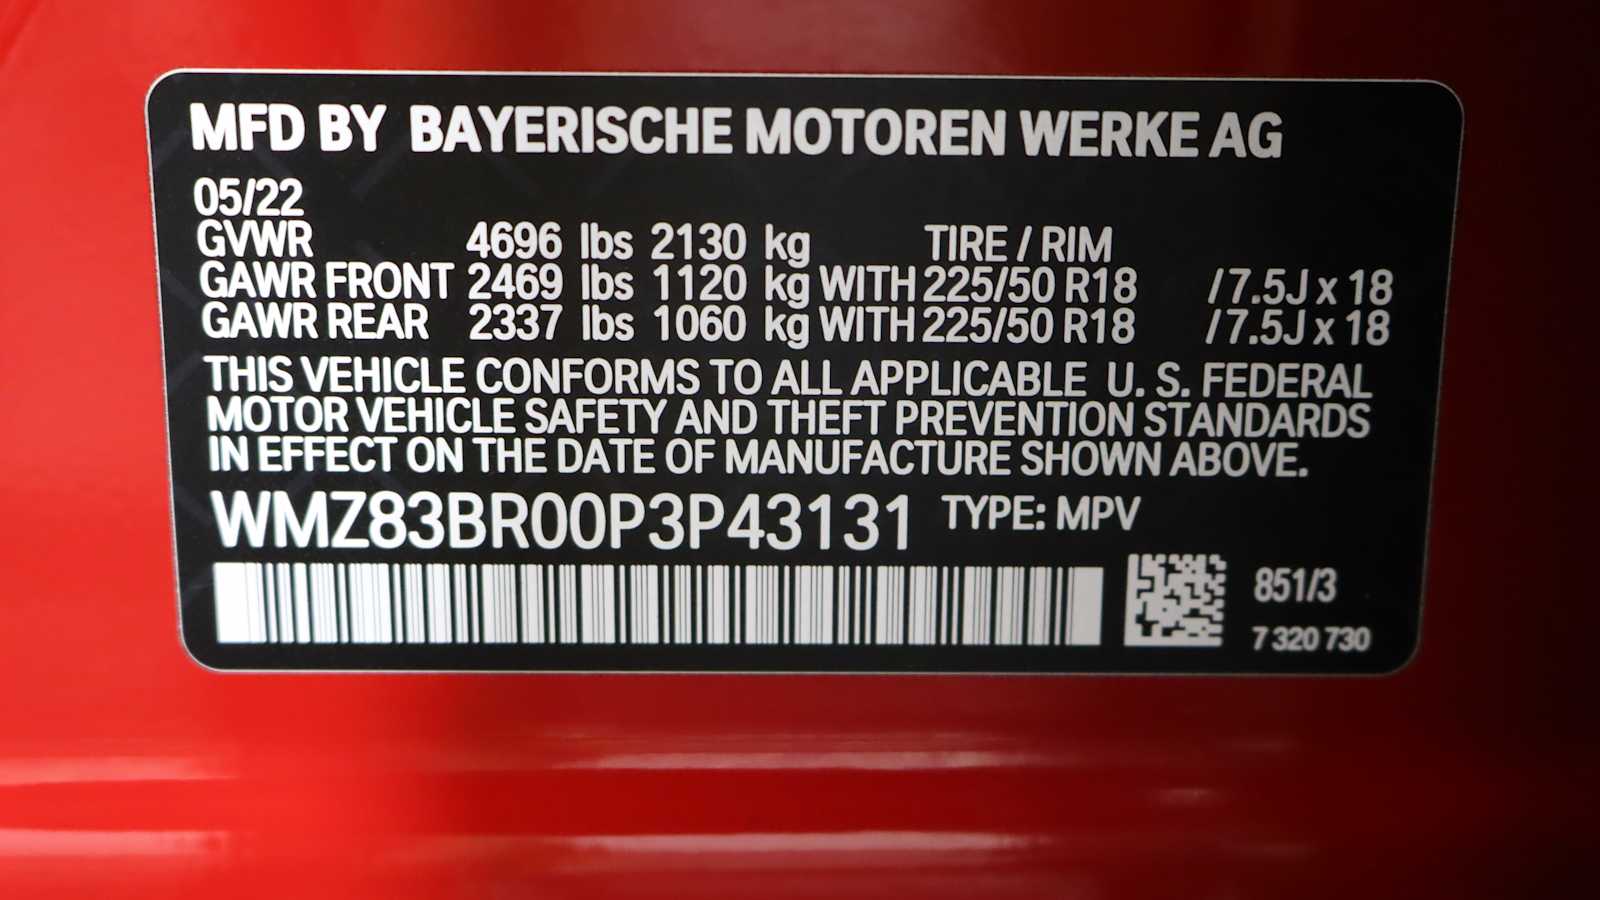 MFD BY BAYERISCHE MOTOREN WERKE AG
05/22
GVWR 4696 lbs 2130 kg TIRE / RIM
GAWR FRONT 2469 lbs 1120 kg WITH 225/50 R18 / 7.5J x 18
GAWR REAR 2337 lbs 1060 kg WITH 225/50 R18 / 7.5J x 18
THIS VEHICLE CONFORMS TO ALL APPLICABLE U. S. FEDERAL
MOTOR VEHICLE SAFETY AND THEFT PREVENTION STANDARDS
IN EFFECT ON THE DATE OF MANUFACTURE SHOWN ABOVE.
WMZ83BR00P3P43131 TYPE: MPV
851/3
7 320 730